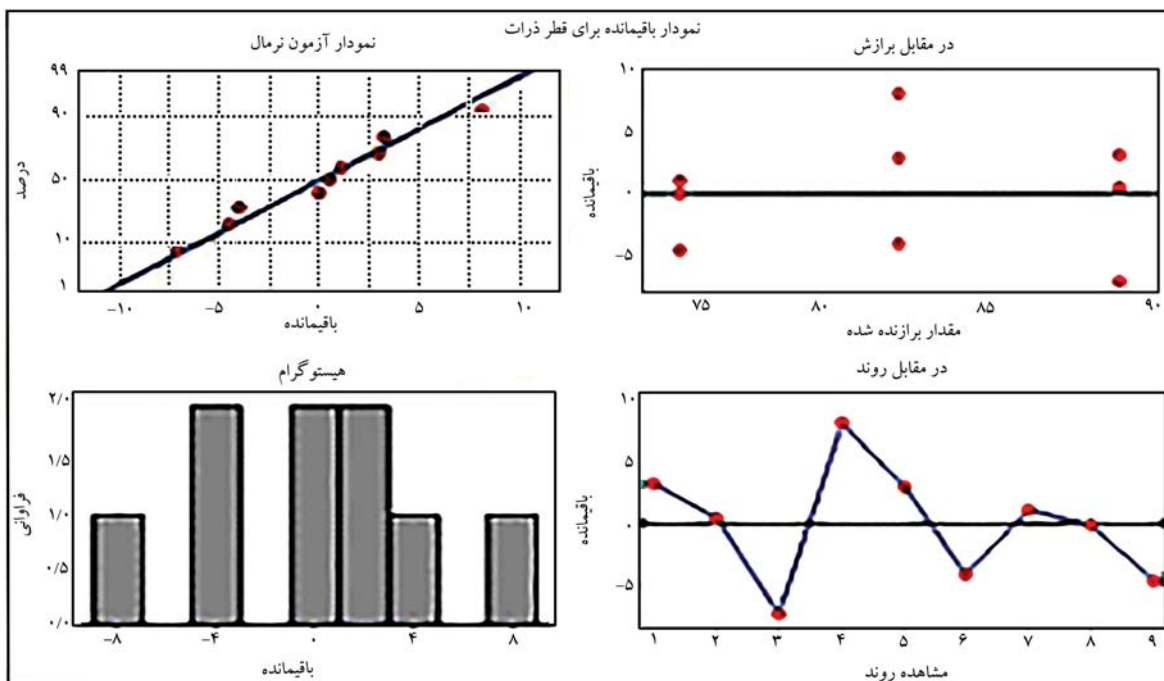 نمودار باقیمانده برای قطر ذرات
در مقابل برازش
۱۰
۵
۰
−۵
باقیمانده
۷۵ ۸۰ ۸۵ ۹۰
مقدار برازنده شده
نمودار آزمون نرمال
۹۹
۹۰
۵۰
۱۰
۱
درصد
−۱۰ −۵ ۰ ۵ ۱۰
باقیمانده
در مقابل روند
۱۰
۵
۰
−۵
باقیمانده
۱ ۲ ۳ ۴ ۵ ۶ ۷ ۸ ۹
مشاهده روند
هیستوگرام
۲/۰
۱/۵
۱/۰
۰/۵
۰/۰
فراوانی
−۸ −۴ ۰ ۴ ۸
باقیمانده